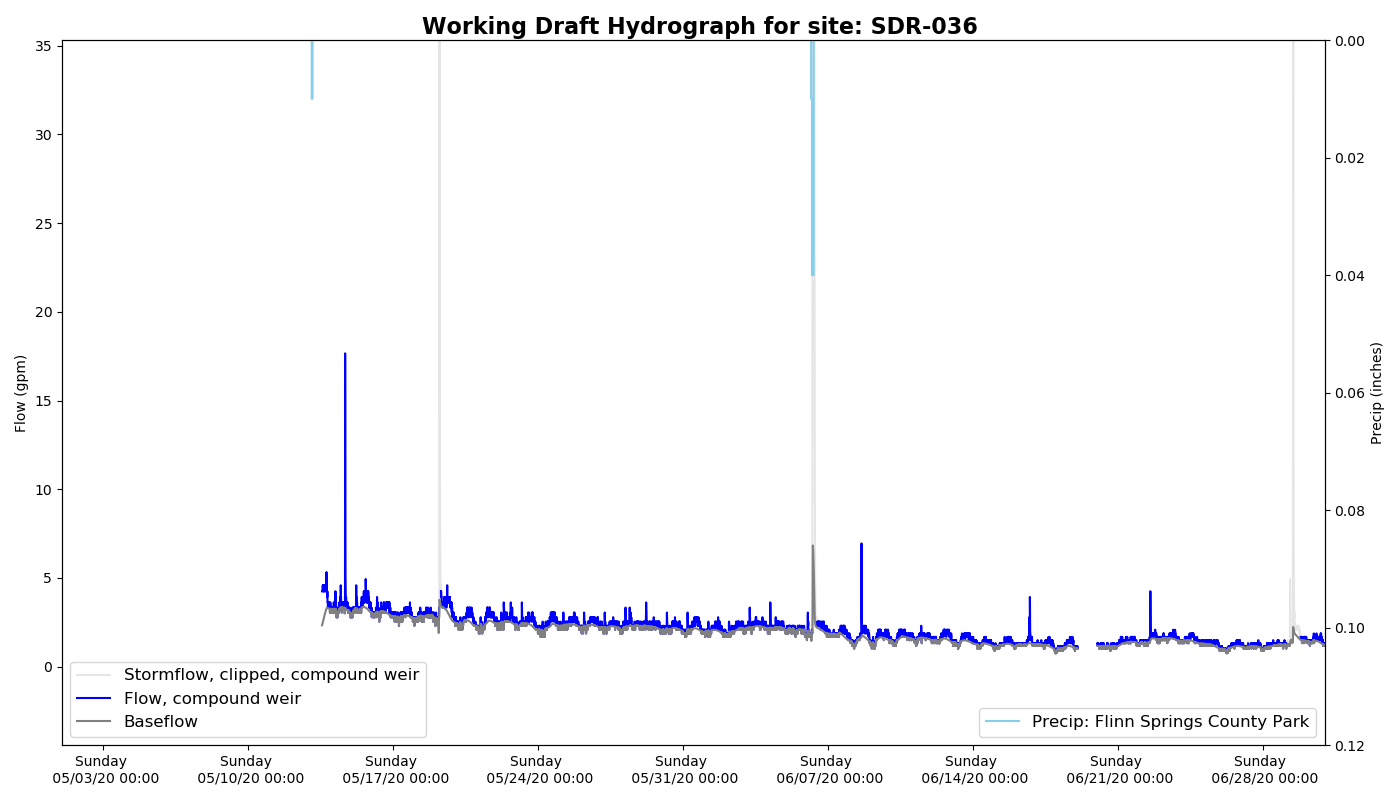 Working Draft Hydrograph for site: SDR-036
35
30
25
20
15
10
5
0
Flow (gpm)
0.00
0.02
0.04
0.06
0.08
0.10
0.12
Precip (inches)
Stormflow, clipped, compound weir
Flow, compound weir
Baseflow
Precip: Flinn Springs County Park
Sunday
05/03/20 00:00
Sunday
05/10/20 00:00
Sunday
05/17/20 00:00
Sunday
05/24/20 00:00
Sunday
05/31/20 00:00
Sunday
06/07/20 00:00
Sunday
06/14/20 00:00
Sunday
06/21/20 00:00
Sunday
06/28/20 00:00